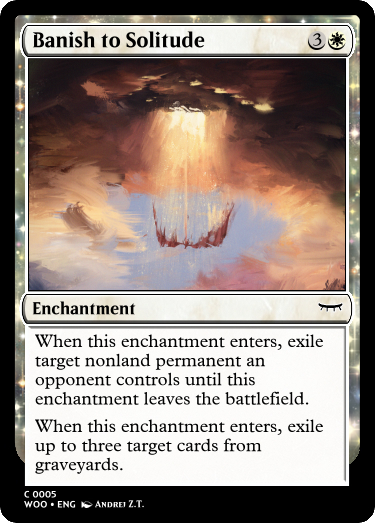 Banish to Solitude 3
Enchantment
When this enchantment enters, exile
target nonland permanent an
opponent controls until this
enchantment leaves the battlefield.
When this enchantment enters, exile
up to three target cards from
graveyards.
C 0005
WOO • ENG Andrei Z.T.